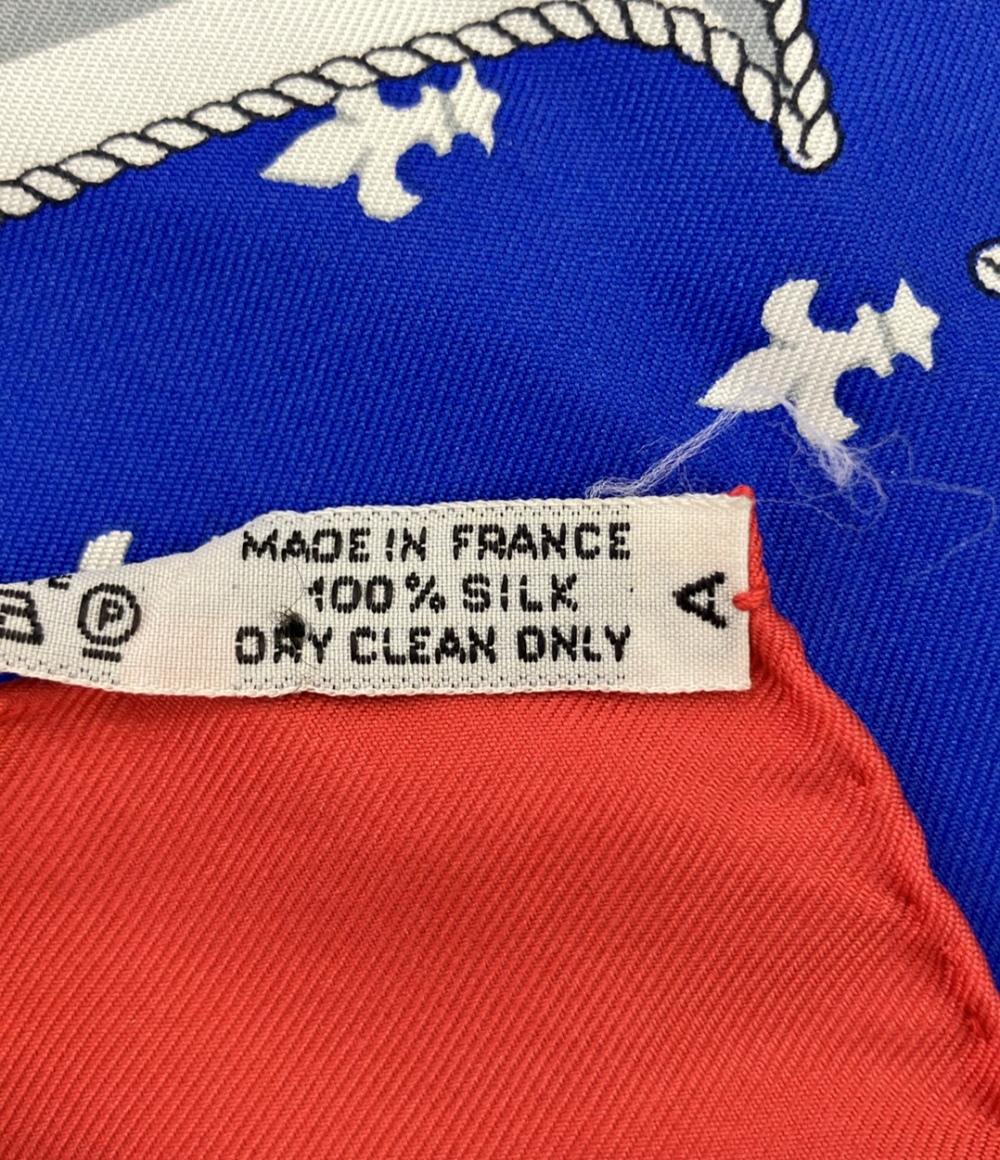 MADE IN FRANCE
100% SILK
DRY CLEAN ONLY
A
P